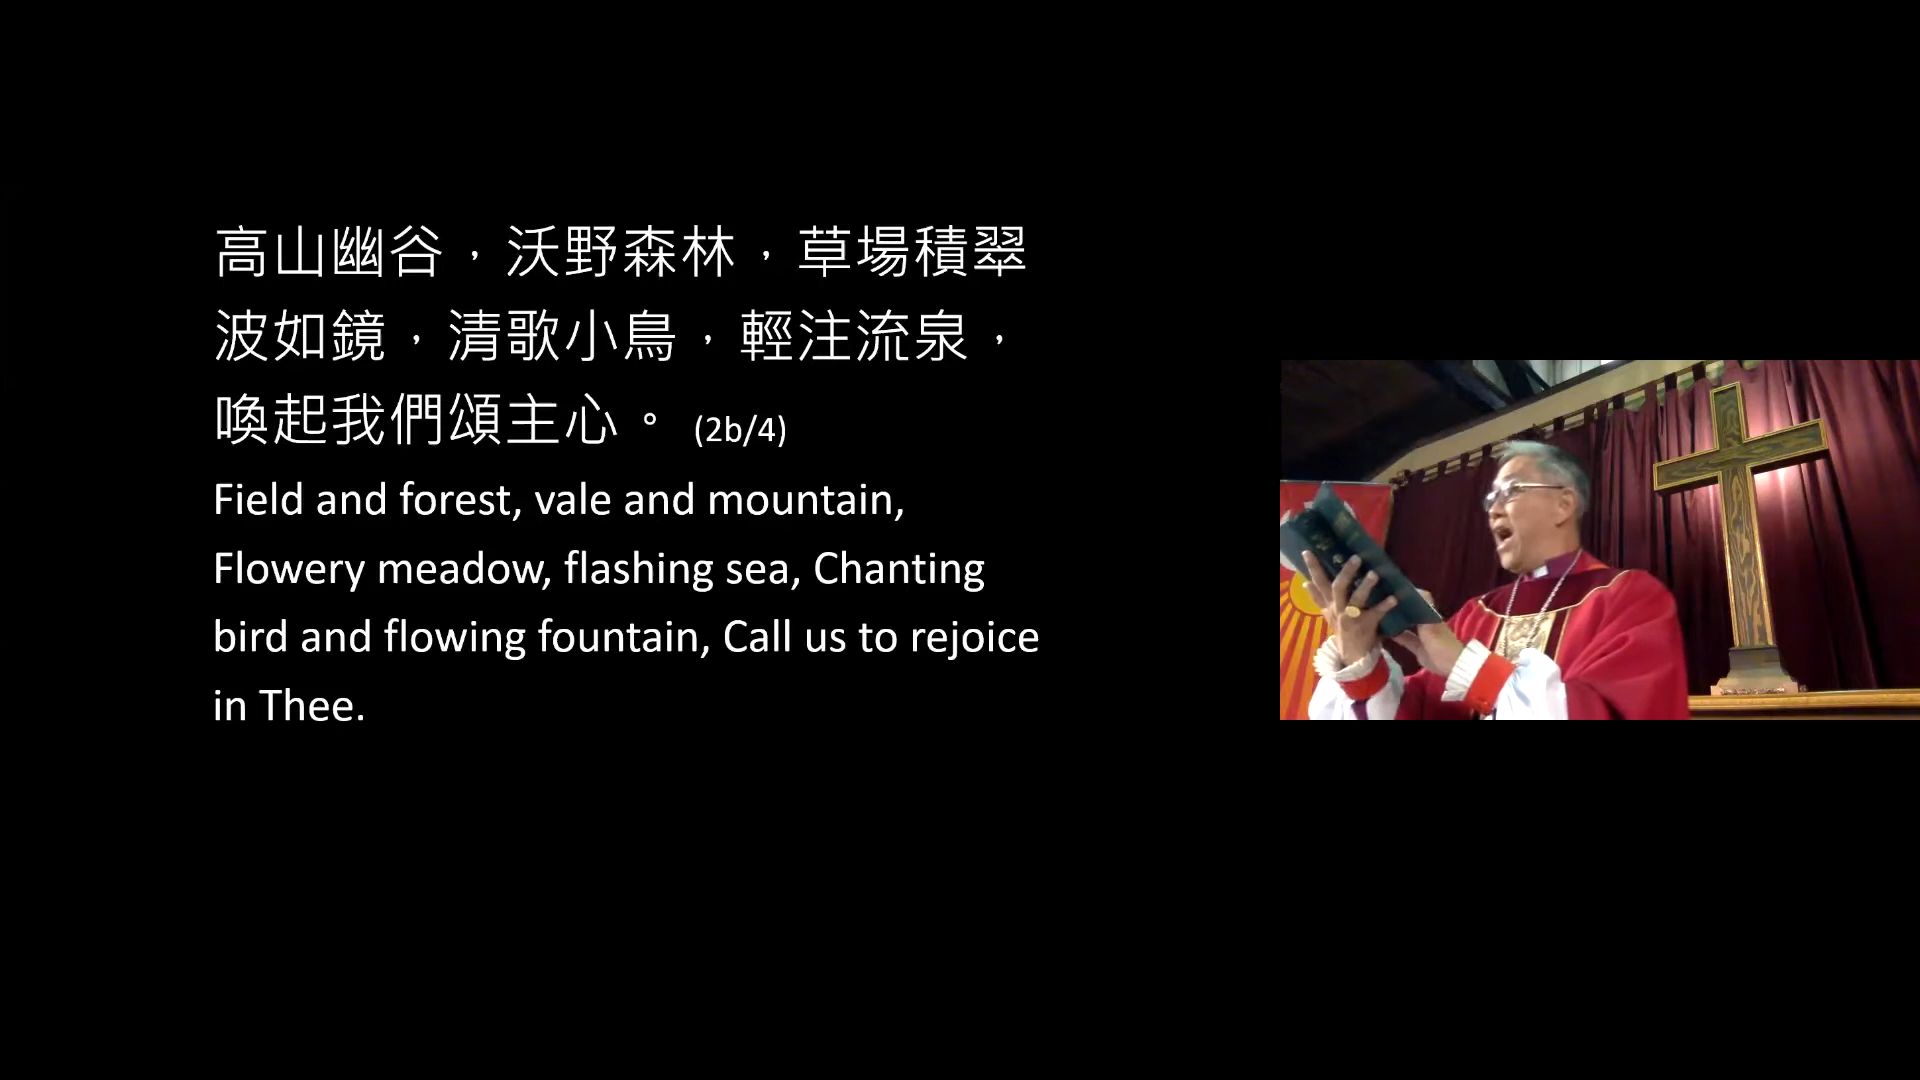 高山幽谷，沃野森林，草場積翠
波如鏡，清歌小鳥，輕注流泉，
喚起我們頌主心。 (2b/4)
Field and forest, vale and mountain,
Flowery meadow, flashing sea, Chanting
bird and flowing fountain, Call us to rejoice
in Thee.